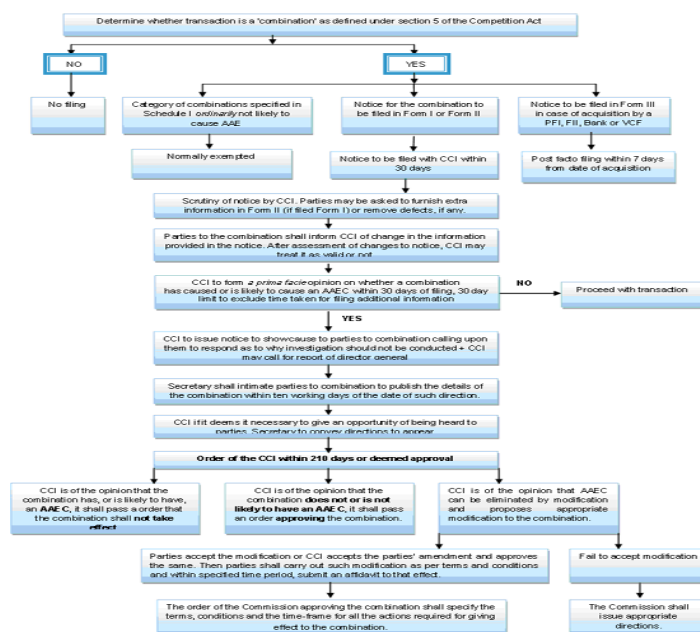 Determine whether transaction is a 'combination' as defined under section 5 of the Competition Act
NO
YES
No filing
Category of combinations specified in
Schedule I ordinarily not likely to
cause AAE
Notice for the combination to
be filed in Form I or Form II
Notice to be filed in Form III
in case of acquisition by a
PFI, FII, Bank or VCF
Normally exempted
Notice to be filed with CCI within
30 days
Post facto filing within 7 days
from date of acquisition
Scrutiny of notice by CCI. Parties may be asked to furnish extra
information in Form II (if filed Form I) or remove defects, if any.
Parties to the combination shall inform CCI of change in the information
provided in the notice. After assessment of changes to notice, CCI may
treat it as valid or not
CCI to form a prima facie opinion on whether a combination
has caused or is likely to cause an AAEC within 30 days of filing, 30 day
limit to exclude time taken for filing additional information
NO
Proceed with transaction
YES
CCI to issue notice to showcause to parties to combination calling upon
them to respond as to why investigation should not be conducted + CCI
may call for report of director general
Secretary shall intimate parties to combination to publish the details of
the combination within ten working days of the date of such direction.
CCI if it deems it necessary to give an opportunity of being heard to
parties. Secretary to convey directions to appear
Order of the CCI within 210 days or deemed approval
CCI is of the opinion that the
combination has, or is likely to have,
an AAEC, it shall pass a order that
the combination shall not take
effect
CCI is of the opinion that the
combination does not or is not
likely to have an AAEC, it shall pass
an order approving the combination.
CCI is of the opinion that AAEC
can be eliminated by modification
and proposes appropriate
modification to the combination.
Parties accept the modification or CCI accepts the parties' amendment and approves
the same. Then parties shall carry out such modification as per terms and conditions
and within specified time period, submit an affidavit to that effect.
Fail to accept modification
The order of the Commission approving the combination shall specify the
terms, conditions and the time-frame for all the actions required for giving
effect to the combination.
The Commission shall
issue appropriate
directions.